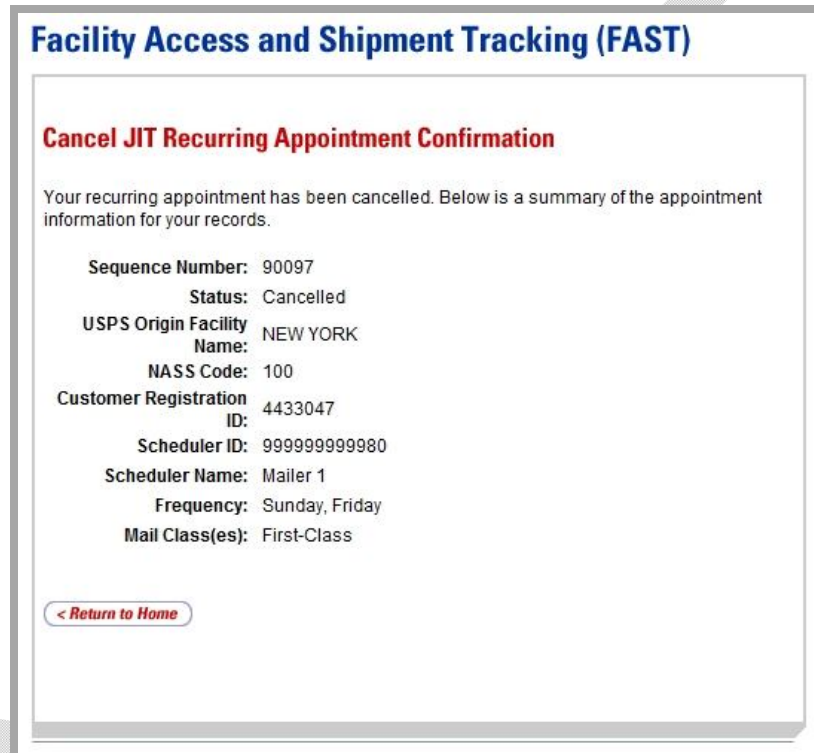 Facility Access and Shipment Tracking (FAST)
Cancel JIT Recurring Appointment Confirmation
Your recurring appointment has been cancelled. Below is a summary of the appointment
information for your records.
Sequence Number: 90097
Status: Cancelled
USPS Origin Facility
Name: NEW YORK
NASS Code: 100
Customer Registration
ID: 4433047
Scheduler ID: 999999999980
Scheduler Name: Mailer 1
Frequency: Sunday, Friday
Mail Class(es): First-Class
< Return to Home